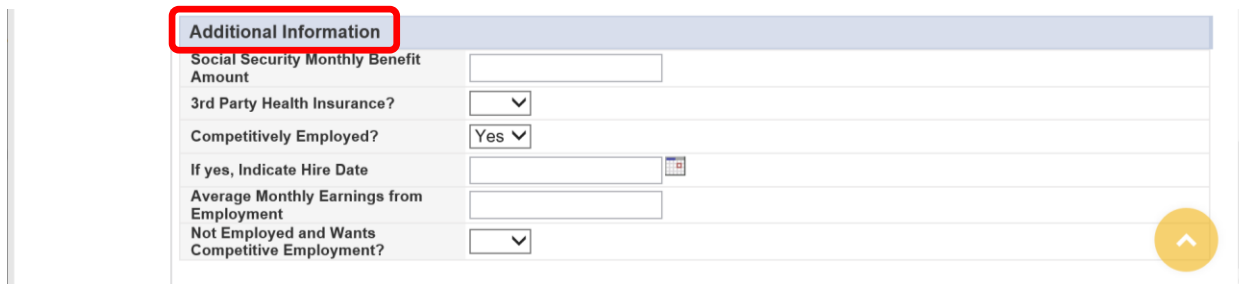 Additional Information
Social Security Monthly Benefit
Amount
3rd Party Health Insurance?
Competitively Employed? Yes
If yes, Indicate Hire Date
Average Monthly Earnings from
Employment
Not Employed and Wants
Competitive Employment?